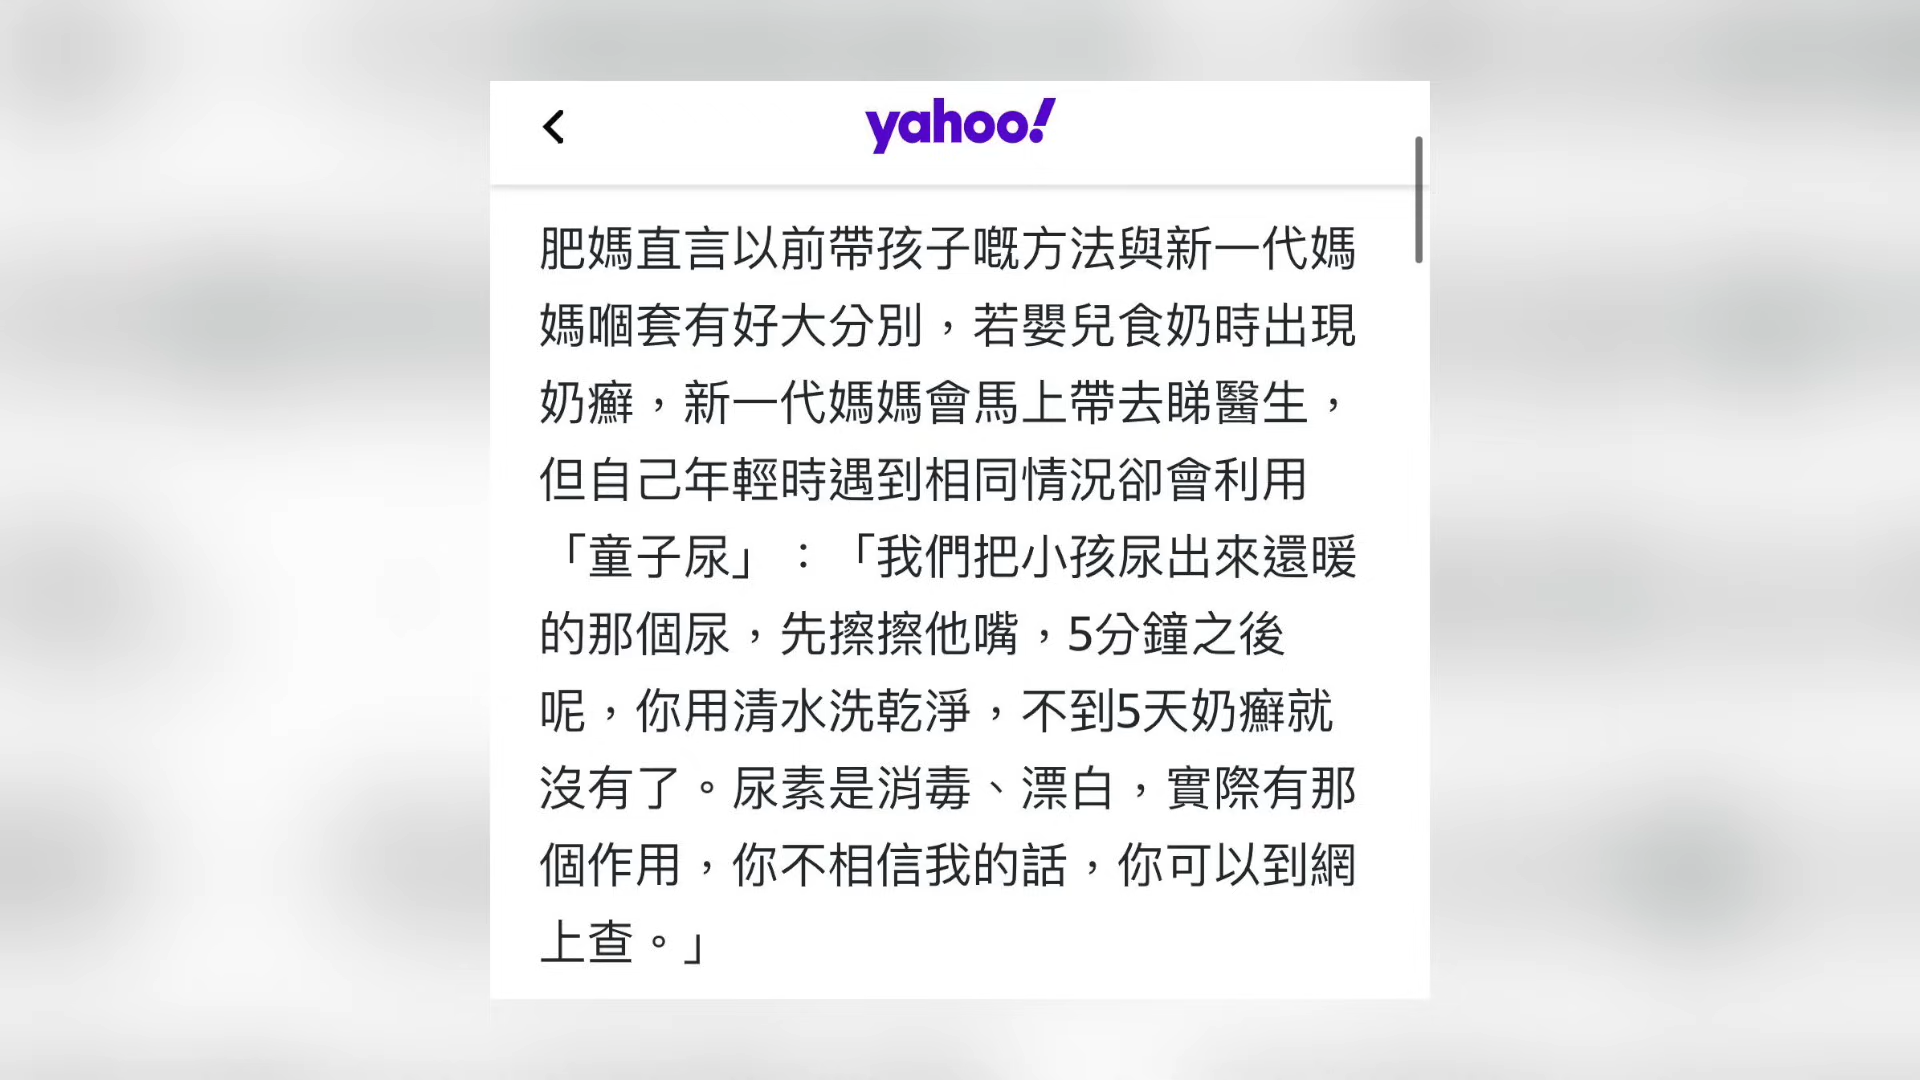 yahoo!
肥媽直言以前帶孩子嘅方法與新一代媽
媽嗰套有好大分別，若嬰兒食奶時出現
奶癬，新一代媽媽會馬上帶去睇醫生，
但自己年輕時遇到相同情況卻會利用
「童子尿」：「我們把小孩尿出來還暖
的那個尿，先擦擦他嘴，5分鐘之後
呢，你用清水洗乾淨，不到5天奶癬就
沒有了。尿素是消毒、漂白，實際有那
個作用，你不相信我的話，你可以到網
上查。」